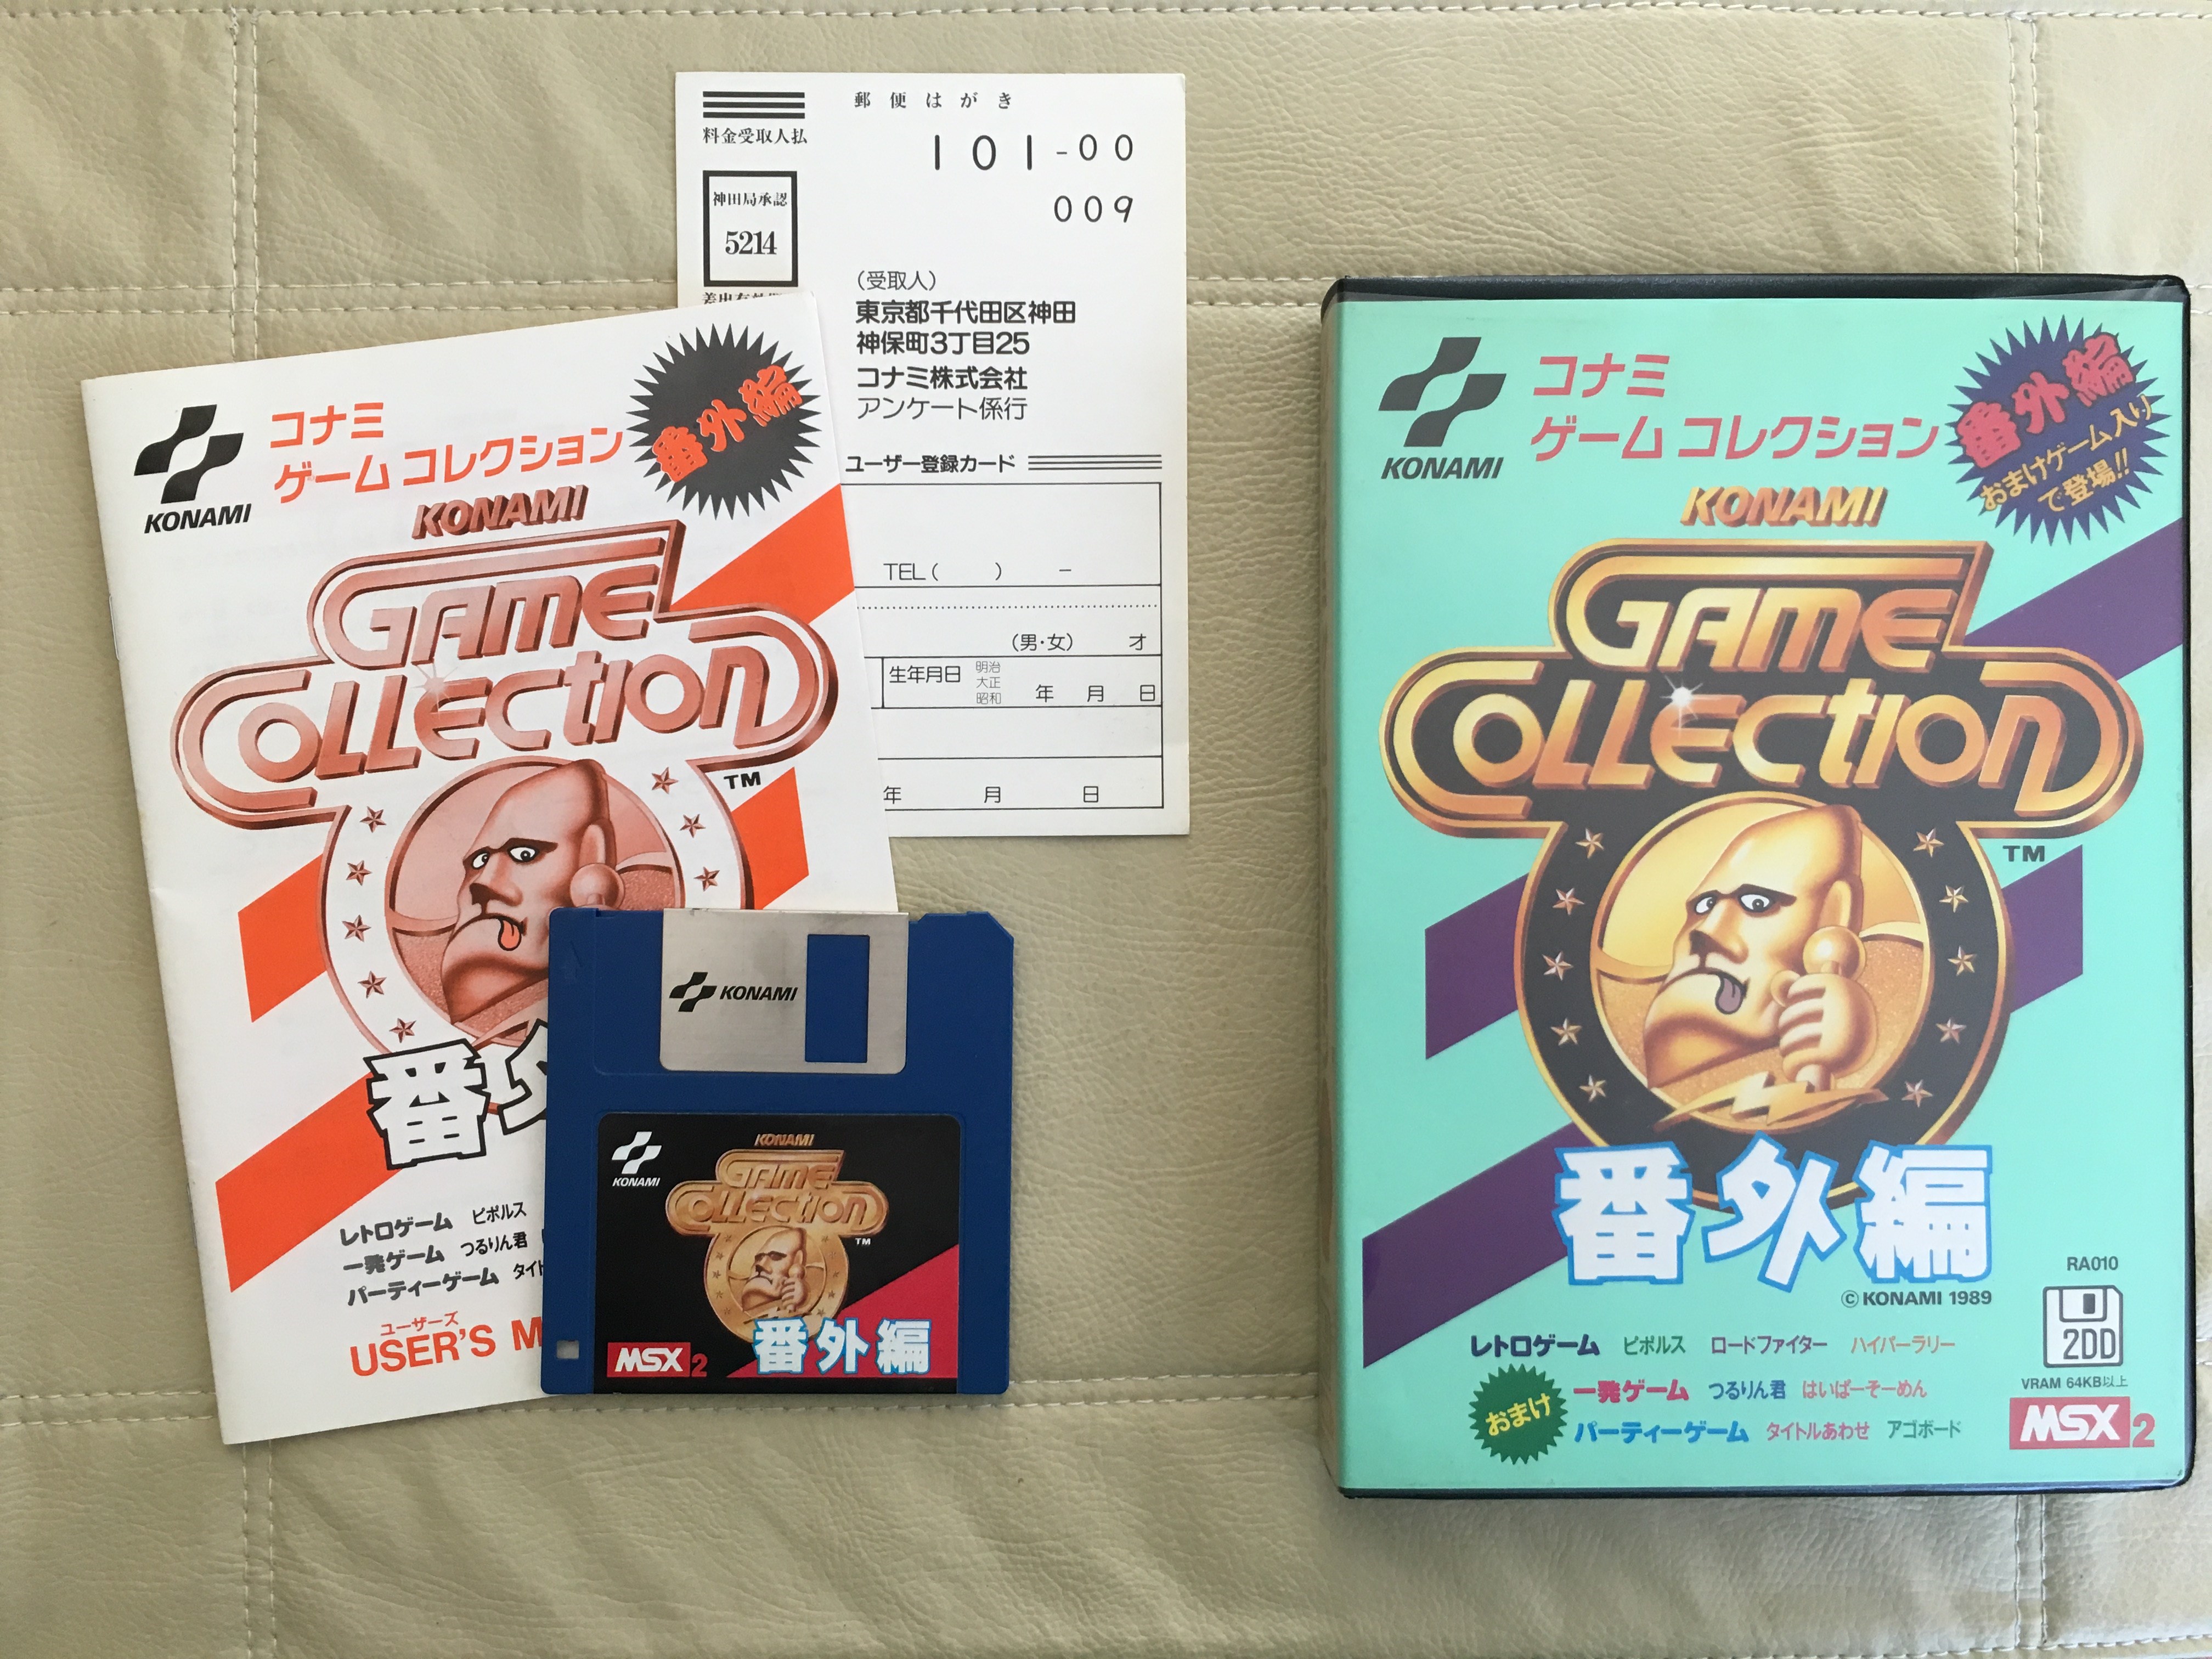 郵便はがき
料金受取人払
101-00
009
神田局承認
5214
(受取人)
東京都千代田区神田
神保町3丁目25
コナミ株式会社
アンケート係行
ユーザー登録カード
TEL( ) -
(男・女) 才
生年月日 明治 大正 昭和 年 月 日
年 月 日
KONAMI
コナミ
ゲーム コレクション
番外編
KONAMI
GAME
COLLECTION
TM
番外
レトロゲーム ピポルス
一発ゲーム つるりん君
パーティーゲーム タイト
ユーザーズ
USER'S M
KONAMI
KONAMI
KONAMI
GAME
COLLECTION
TM
MSX2
番外編
KONAMI
コナミ
ゲーム コレクション
番外編
おまけゲーム入り
で登場!!
KONAMI
GAME
COLLECTION
TM
番外編
© KONAMI 1989
RA010
2DD
VRAM 64KB以上
MSX2
レトロゲーム ピポルス ロードファイター ハイパーラリー
おまけ
一発ゲーム つるりん君 はいぱーそーめん
パーティーゲーム タイトルあわせ アゴボード